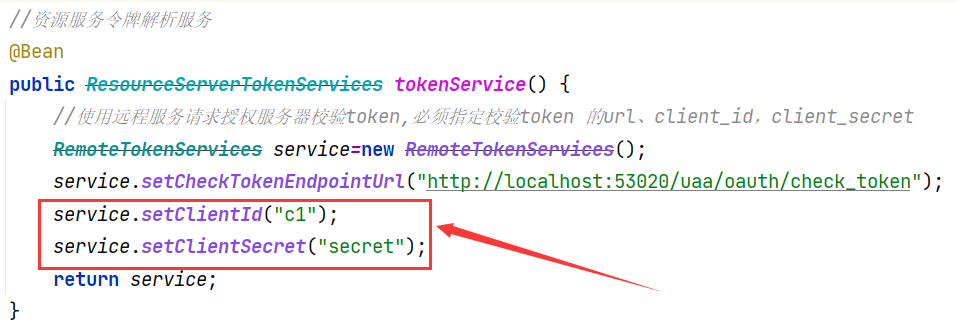 //资源服务令牌解析服务
@Bean
public ResourceServerTokenServices tokenService() {
//使用远程服务请求授权服务器校验token,必须指定校验token 的url、client_id，client_secret
RemoteTokenServices service=new RemoteTokenServices();
service.setCheckTokenEndpointUrl("http://localhost:53020/uaa/oauth/check_token");
service.setClientId("c1");
service.setClientSecret("secret");
return service;
}